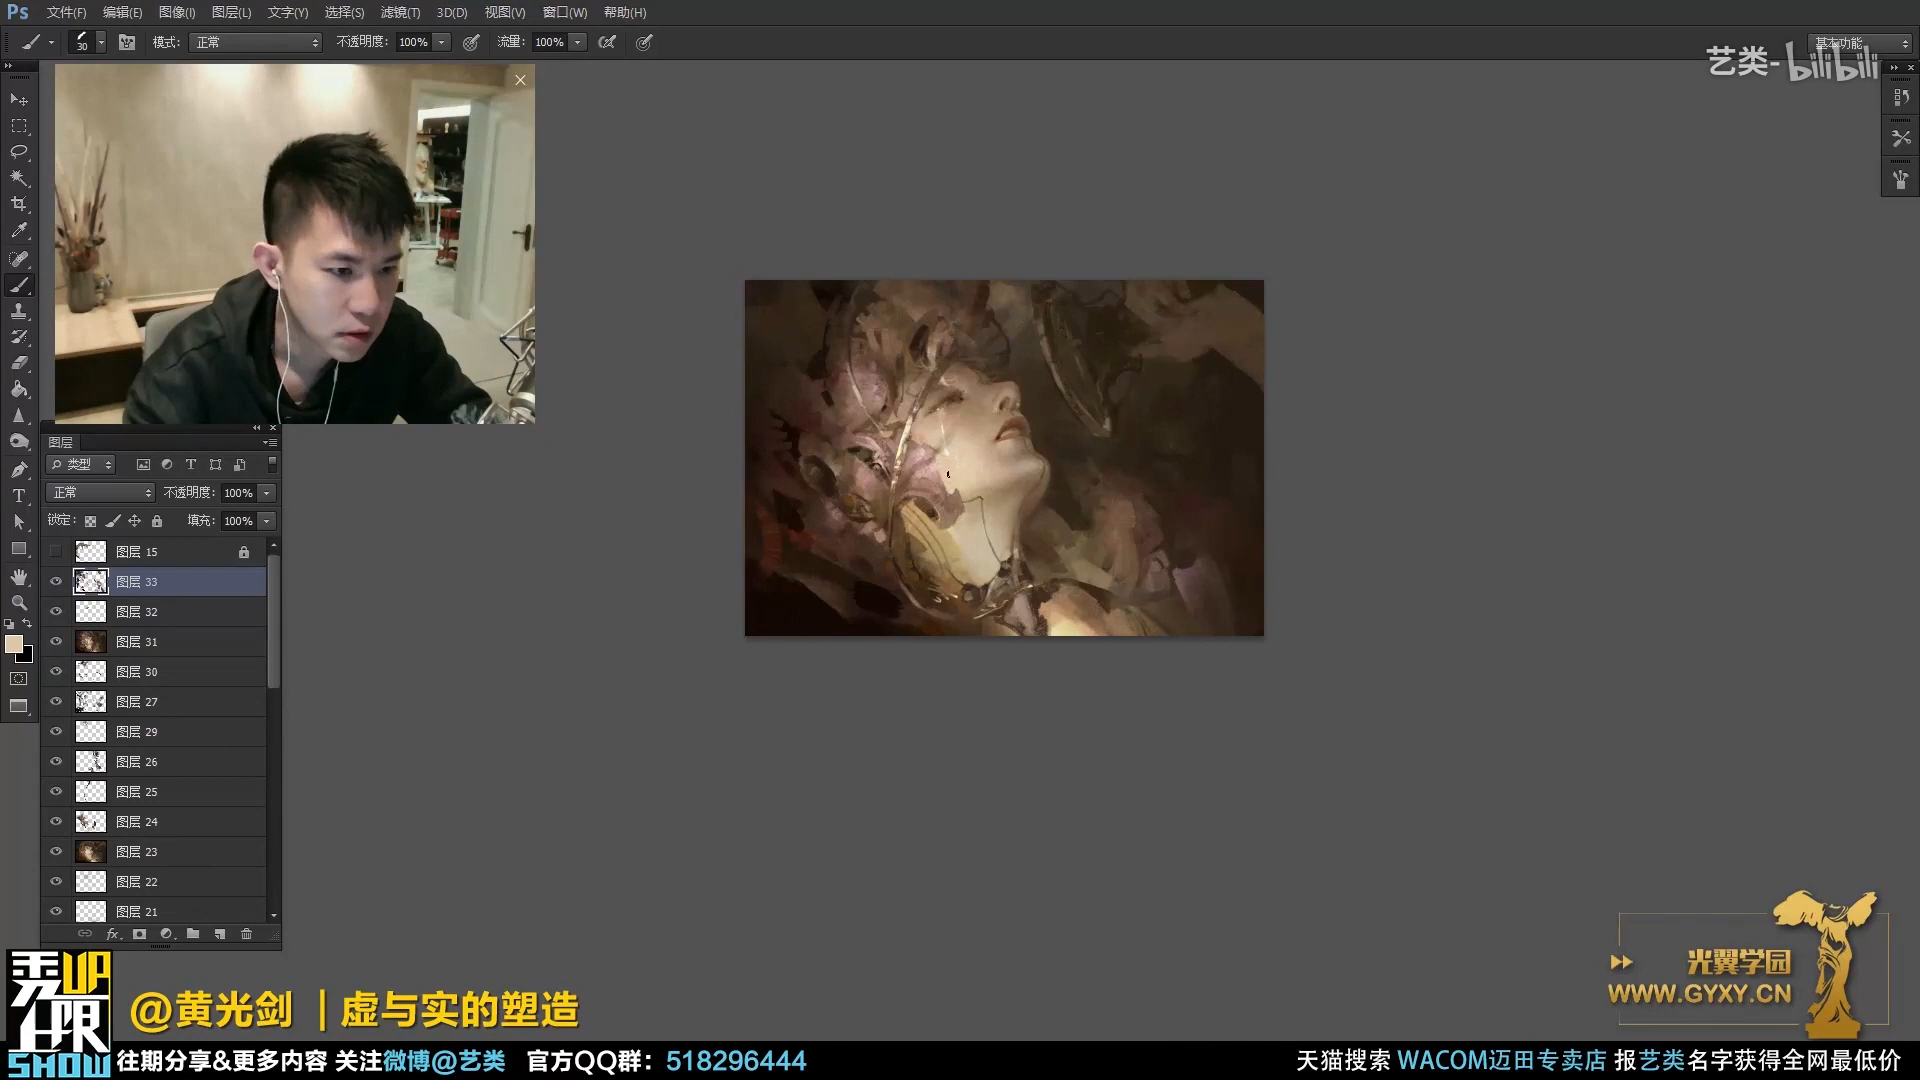 Ps 文件(F) 编辑(E) 图像(I) 图层(L) 文字(Y) 选择(S) 滤镜(T) 3D(D) 视图(V) 窗口(W) 帮助(H)
30 模式: 正常 不透明度: 100% 流量: 100% 基本功能
艺类-bilibili
图层
类型
正常 不透明度: 100%
锁定: 填充: 100%
图层 15
图层 33
图层 32
图层 31
图层 30
图层 27
图层 29
图层 26
图层 25
图层 24
图层 23
图层 22
图层 21
光翼学园
WWW.GYXY.CN
UP
SHOW
@黄光剑 | 虚与实的塑造
往期分享&更多内容 关注微博@艺类 官方QQ群: 518296444
天猫搜索 WACOM迈田专卖店 报艺类名字获得全网最低价